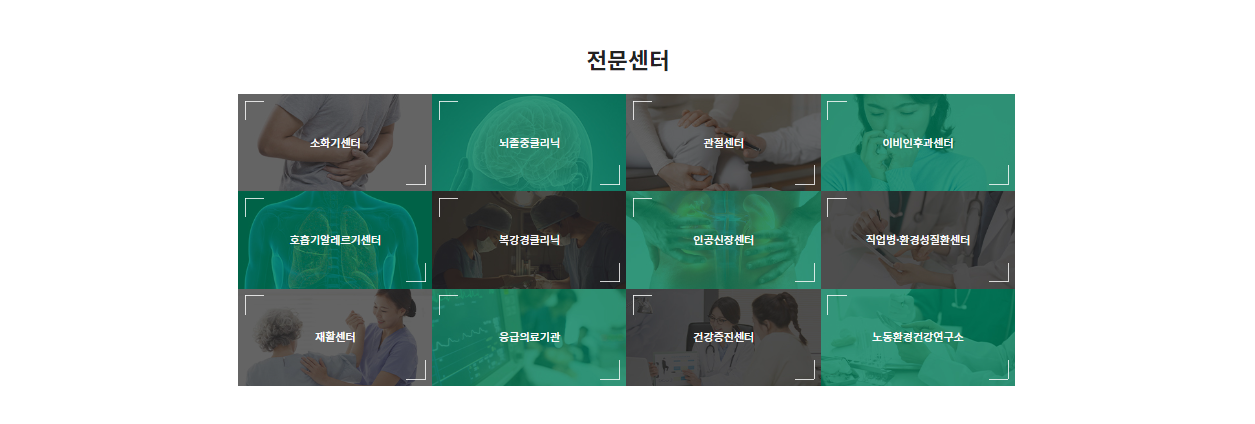 전문센터
소화기센터
뇌졸중클리닉
관절센터
이비인후과센터
호흡기알레르기센터
복강경클리닉
인공신장센터
직업병·환경성질환센터
재활센터
응급의료기관
건강증진센터
노동환경건강연구소